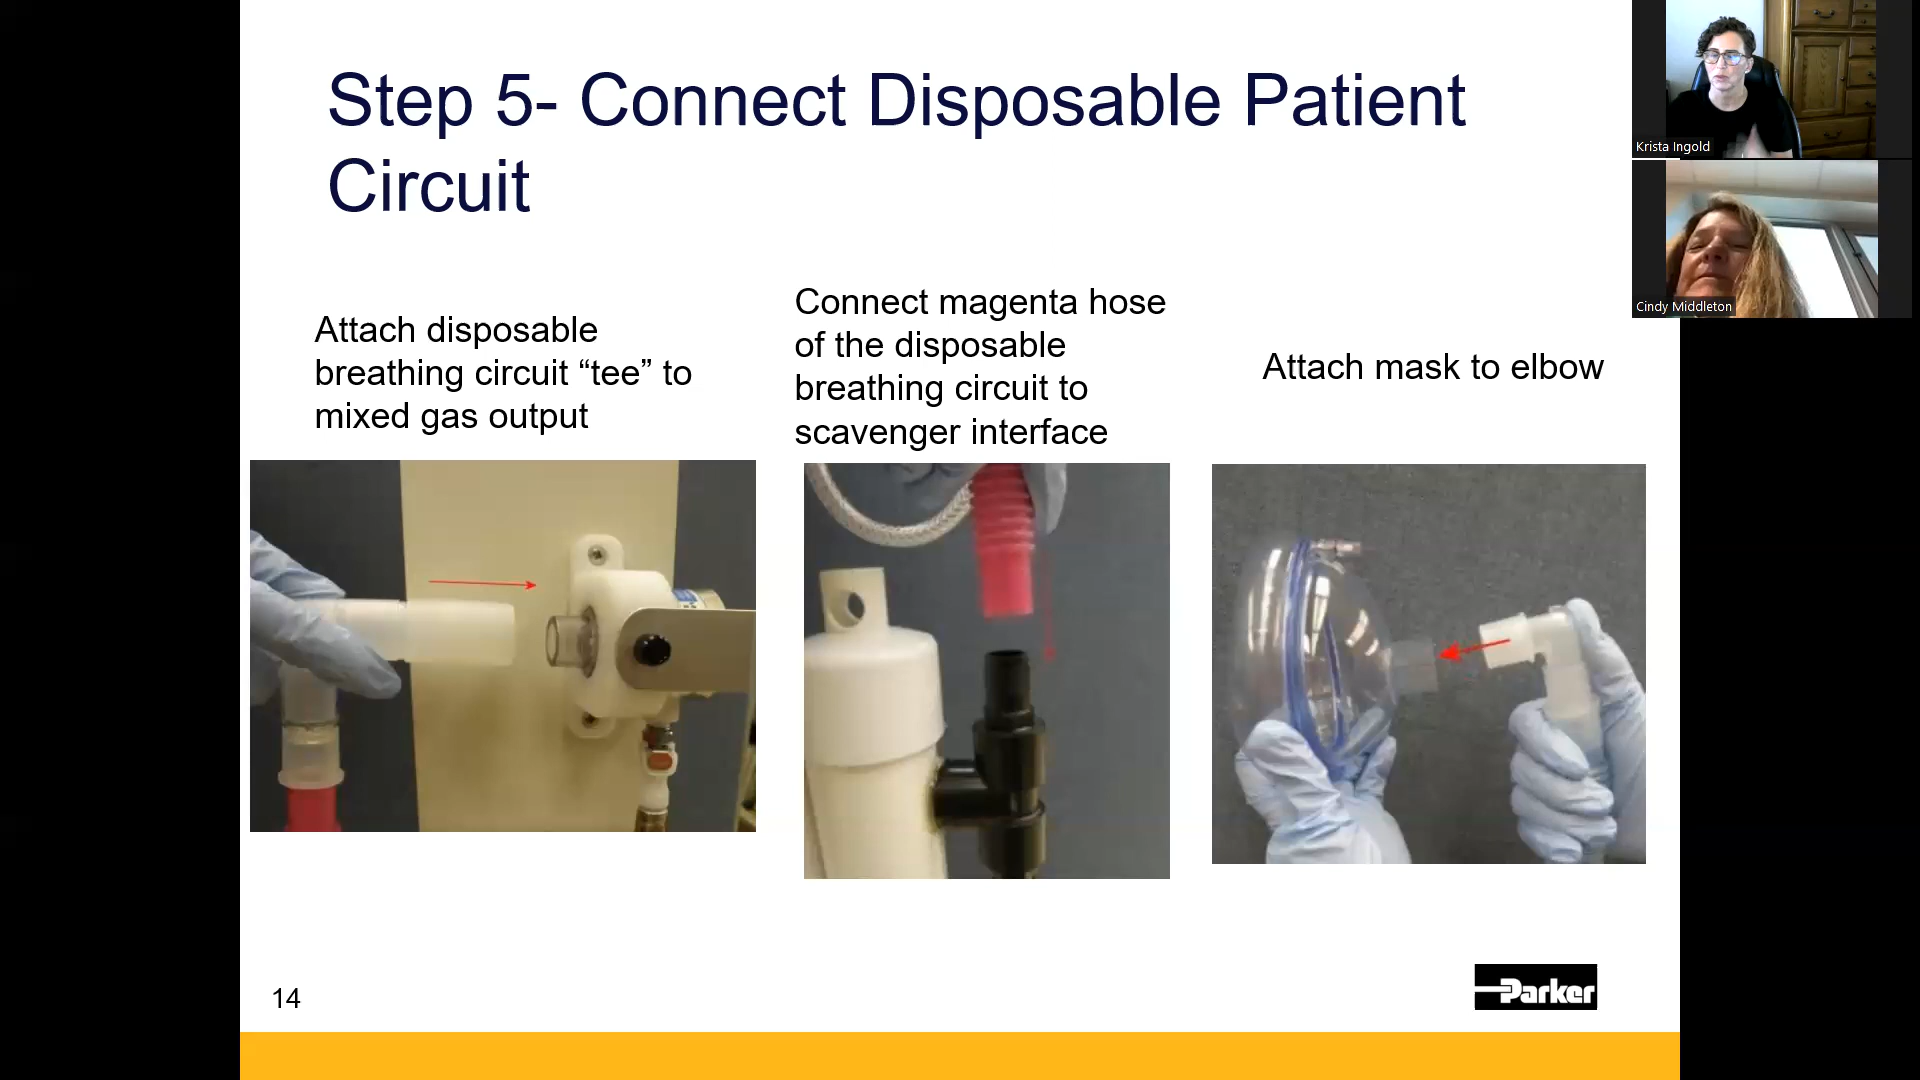 Step 5- Connect Disposable Patient
Circuit
Attach disposable
breathing circuit “tee” to
mixed gas output
Connect magenta hose
of the disposable
breathing circuit to
scavenger interface
Attach mask to elbow
14
Parker
Krista Ingold
Cindy Middleton